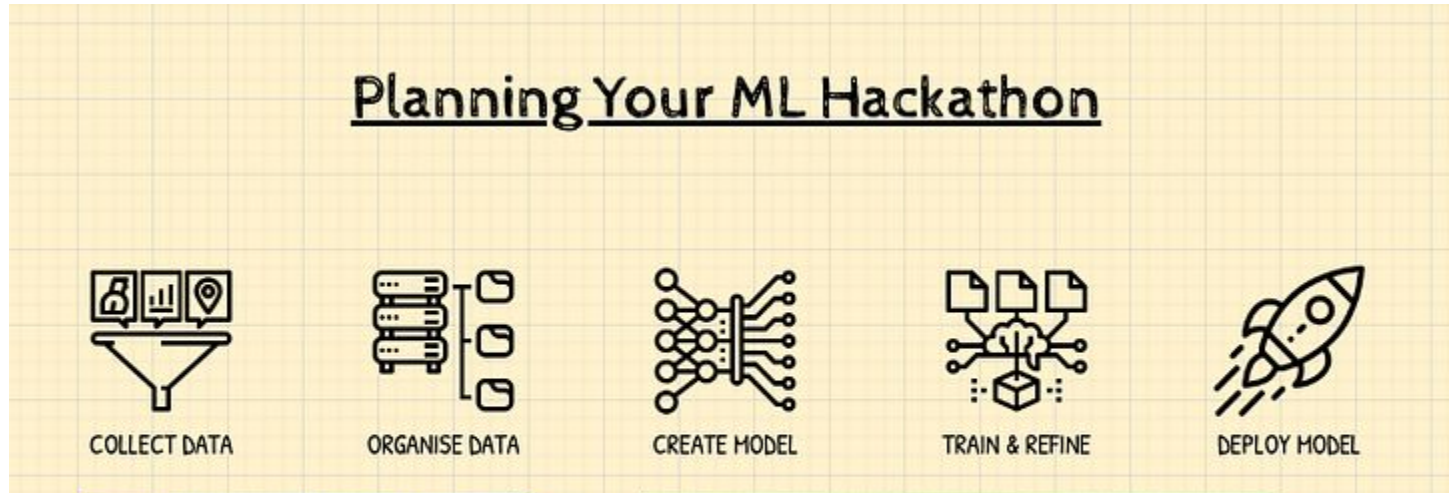 Planning Your ML Hackathon
COLLECT DATA
ORGANISE DATA
CREATE MODEL
TRAIN & REFINE
DEPLOY MODEL